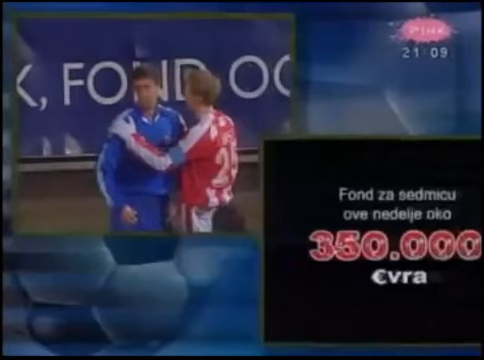 PINK
21:09
K, FOND OC
25
Fond za sedmicu
ove nedelje oko
350.000
€vra